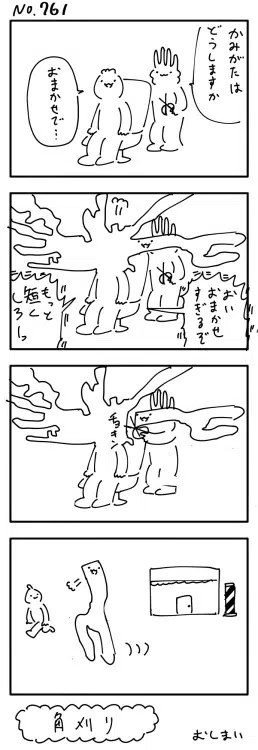 NO.761
かみがたは
どうしますか
おまかせで…
おい
おまかせ
すぎるぞ
もっと
短く
しろーっ
チョキン
角刈り
おしまい